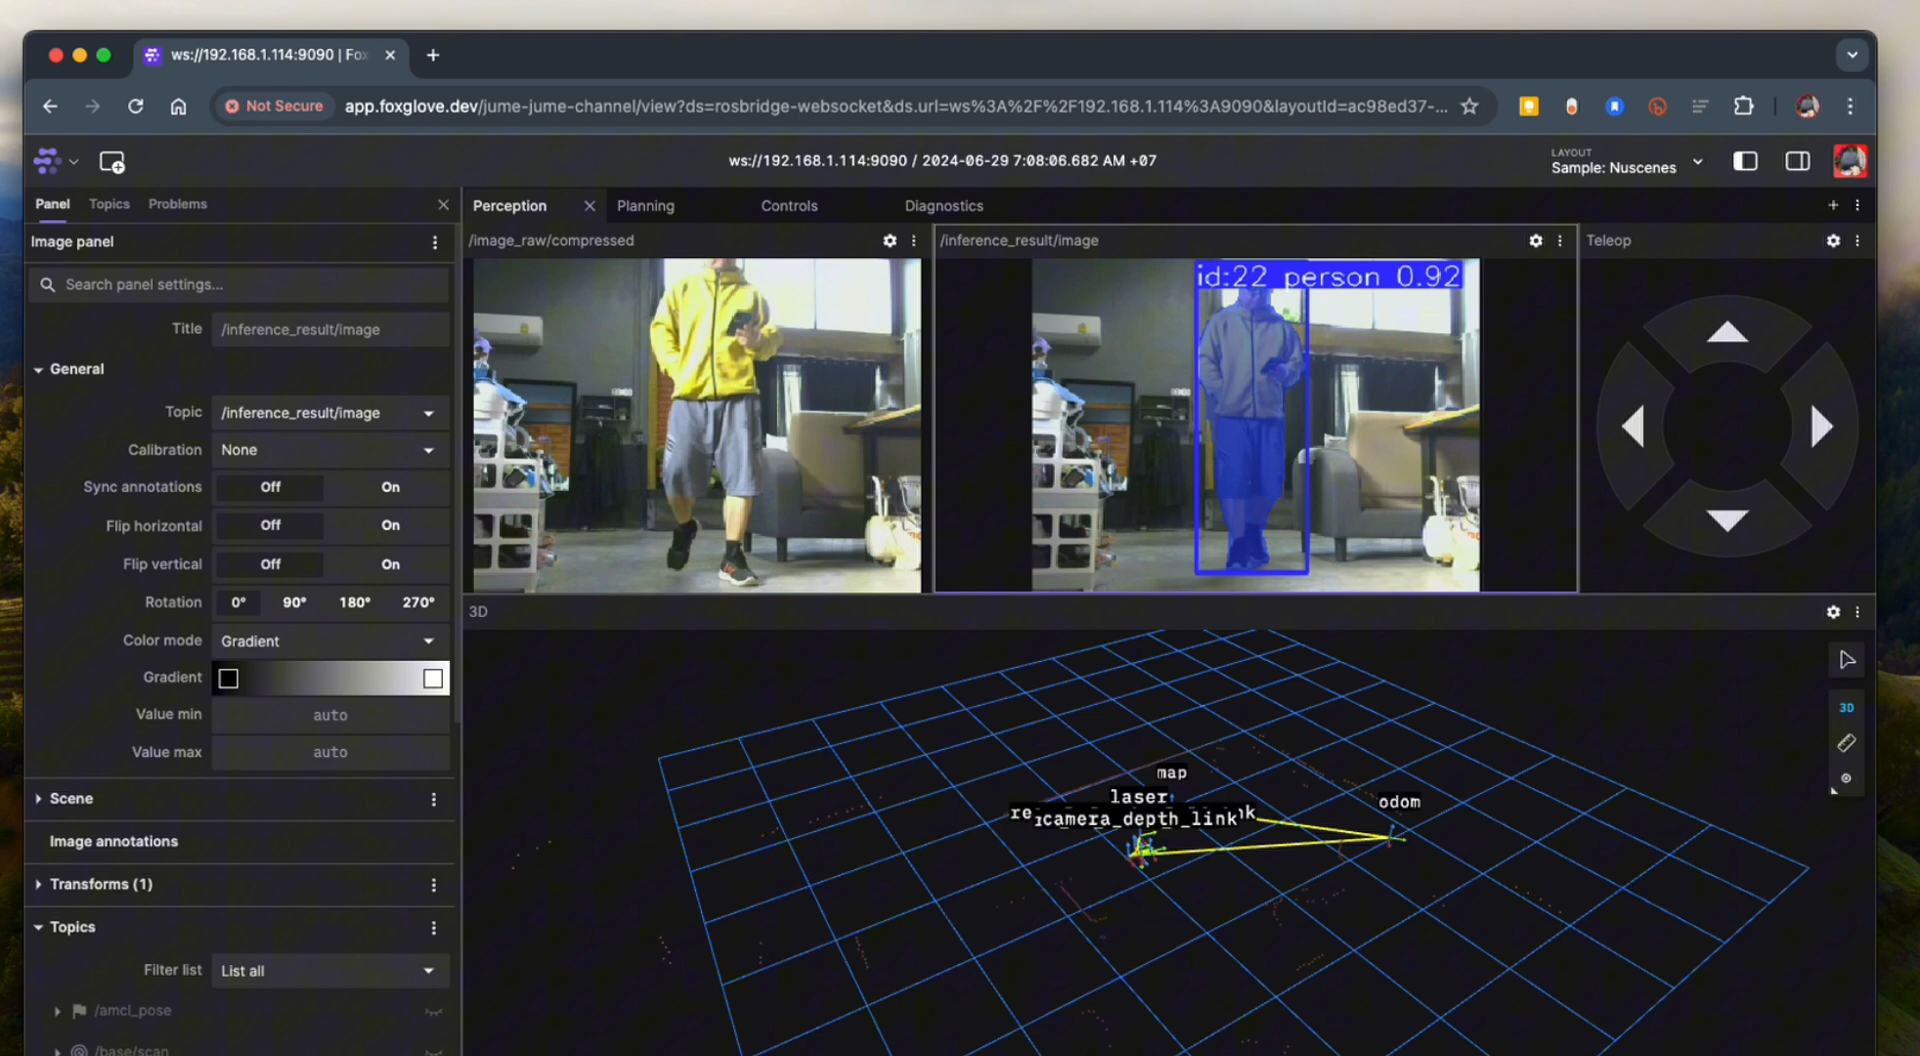 ws://192.168.1.114:9090 | Fox
Not Secure
app.foxglove.dev/jume-jume-channel/view?ds=rosbridge-websocket&ds.url=ws%3A%2F%2F192.168.1.114%3A9090&layoutId=ac98ed37-...
ws://192.168.1.114:9090 / 2024-06-29 7:08:06.682 AM +07
LAYOUT
Sample: Nuscenes
Panel Topics Problems
Perception Planning Controls Diagnostics
Image panel
/image_raw/compressed
/inference_result/image
Teleop
Search panel settings...
id:22 person 0.92
Title /inference_result/image
General
Topic /inference_result/image
Calibration None
Sync annotations Off On
Flip horizontal Off On
Flip vertical Off On
Rotation 0° 90° 180° 270°
Color mode Gradient
Gradient
Value min auto
Value max auto
Scene
Image annotations
Transforms (1)
Topics
Filter list List all
/amcl_pose
/base/scan
3D
3D
map
laser
odom
camera_depth_link